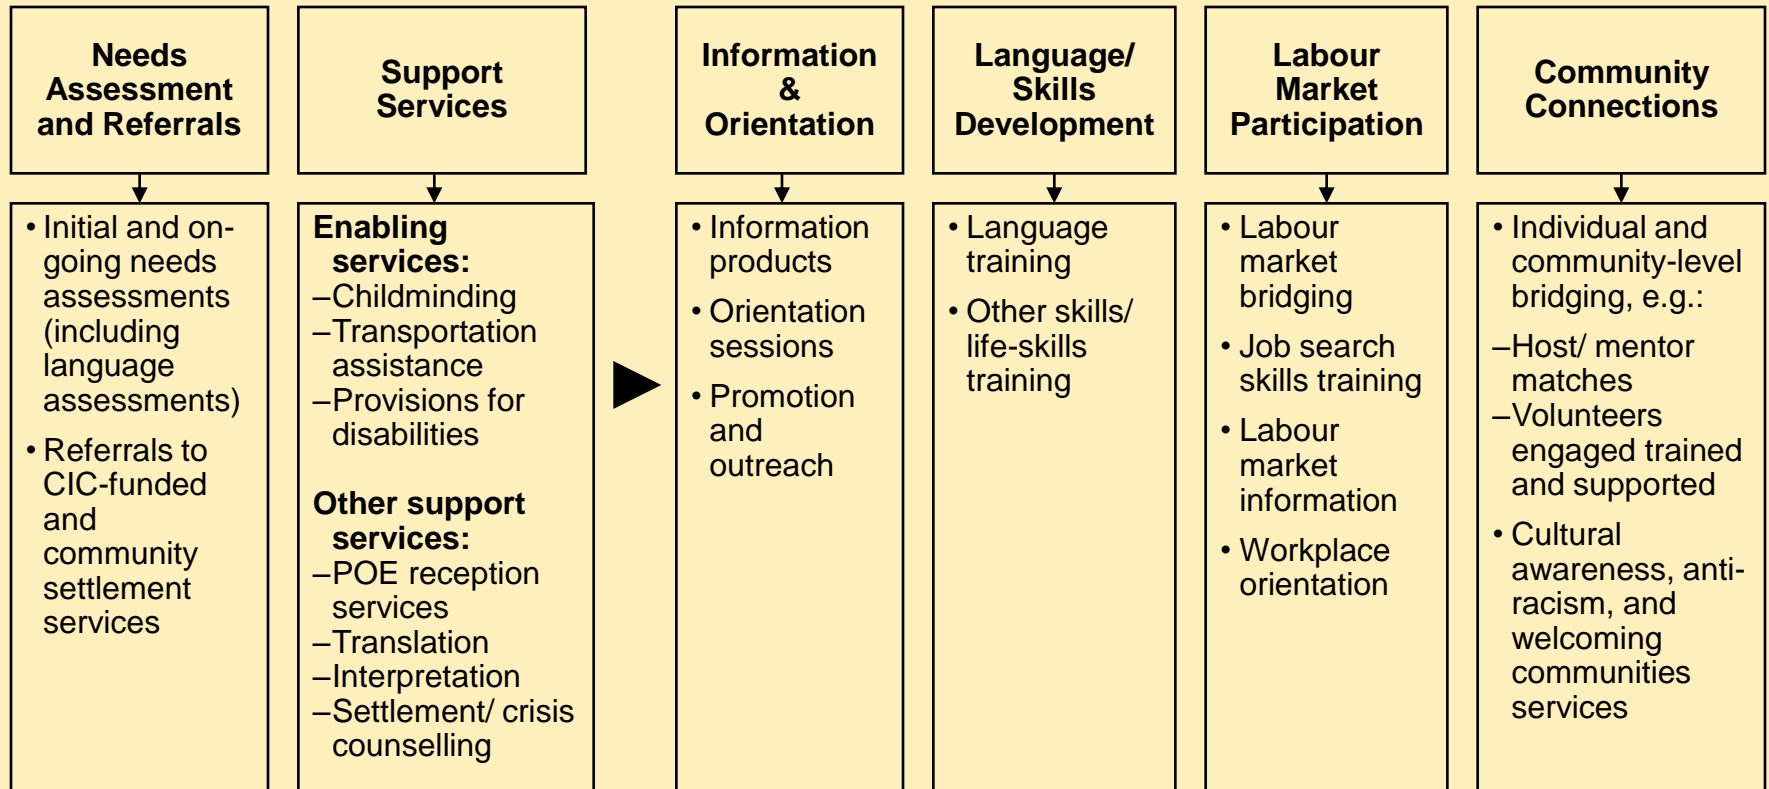 Needs
Assessment
and Referrals
• Initial and on-
going needs
assessments
(including
language
assessments)
• Referrals to
CIC-funded
and
community
settlement
services
Support
Services
Enabling
services:
–Childminding
–Transportation
assistance
–Provisions for
disabilities
Other support
services:
–POE reception
services
–Translation
–Interpretation
–Settlement/ crisis
counselling
Information
&
Orientation
• Information
products
• Orientation
sessions
• Promotion
and
outreach
Language/
Skills
Development
• Language
training
• Other skills/
life-skills
training
Labour
Market
Participation
• Labour
market
bridging
• Job search
skills training
• Labour
market
information
• Workplace
orientation
Community
Connections
• Individual and
community-level
bridging, e.g.:
–Host/ mentor
matches
–Volunteers
engaged trained
and supported
• Cultural
awareness, anti-
racism, and
welcoming
communities
services